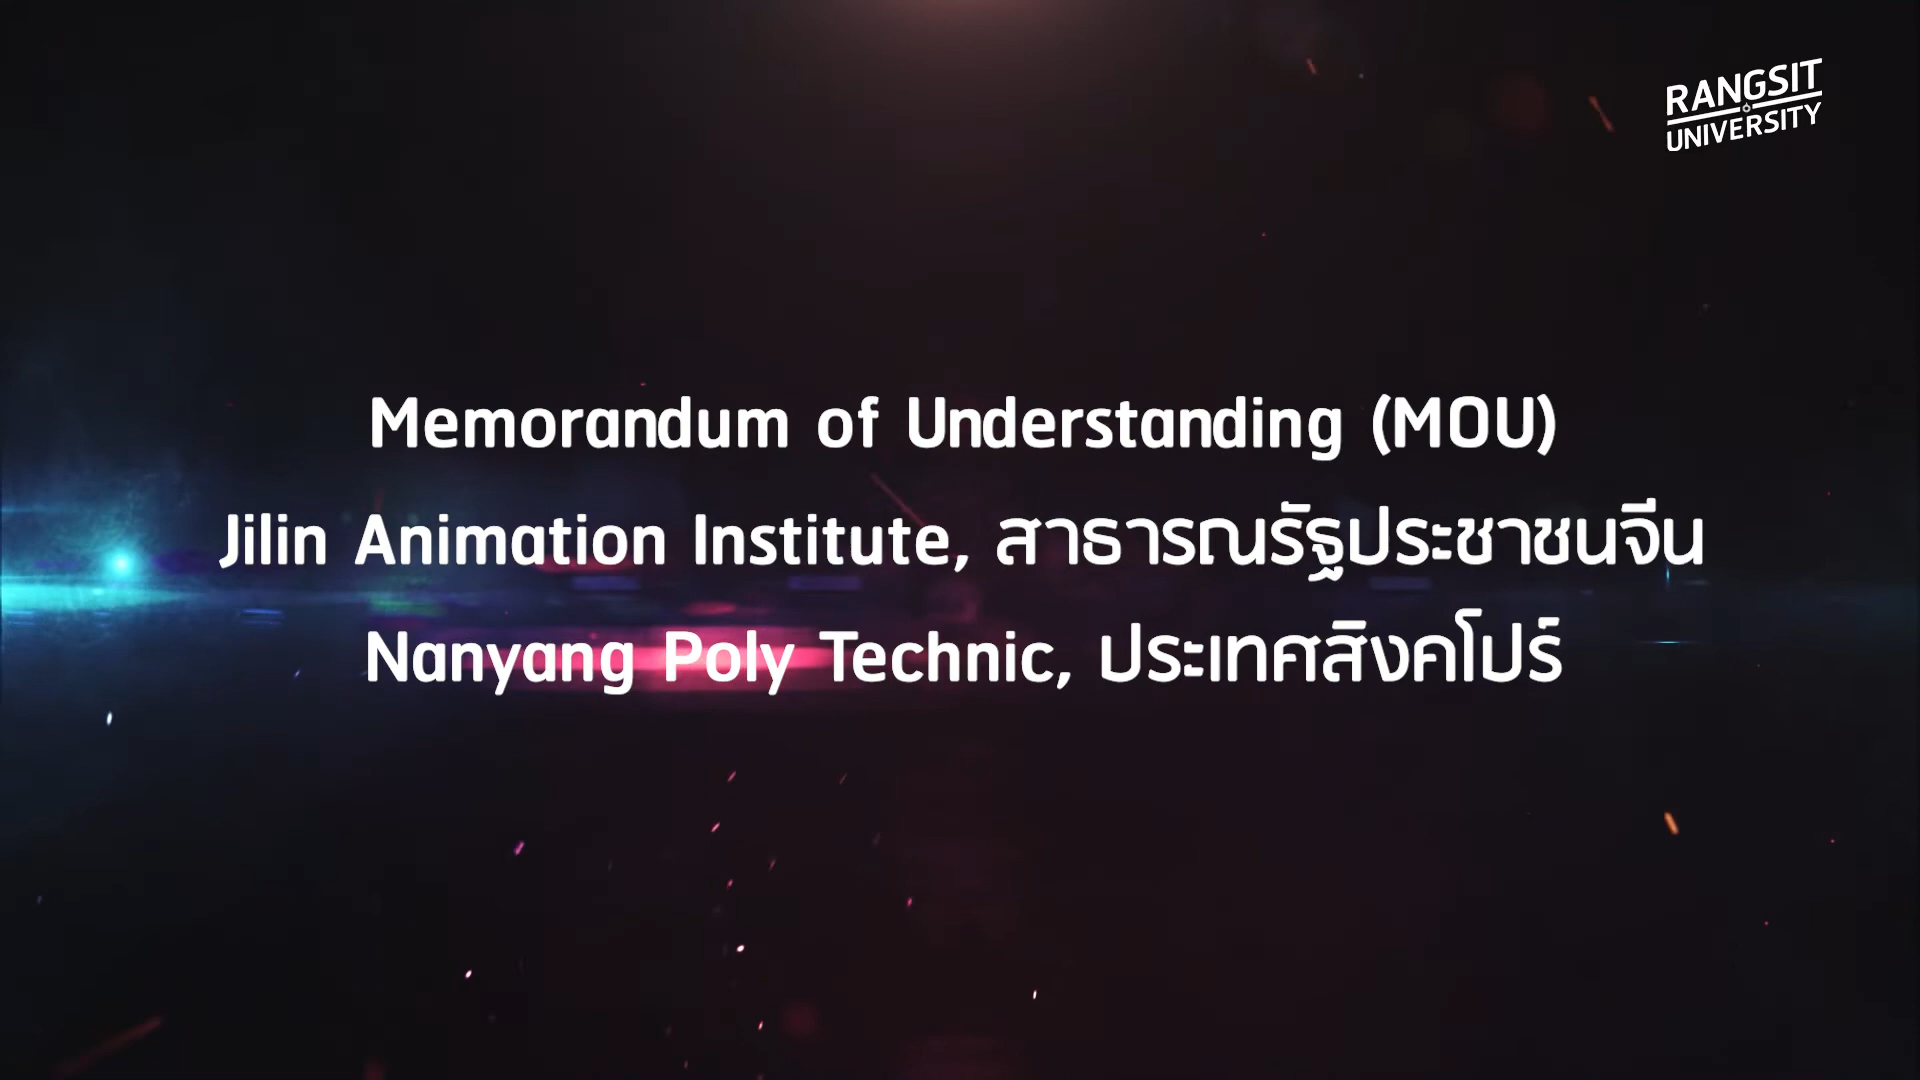 RANGSIT
UNIVERSITY
Memorandum of Understanding (MOU)
Jilin Animation Institute, สาธารณรัฐประชาชนจีน
Nanyang Poly Technic, ประเทศสิงคโปร์